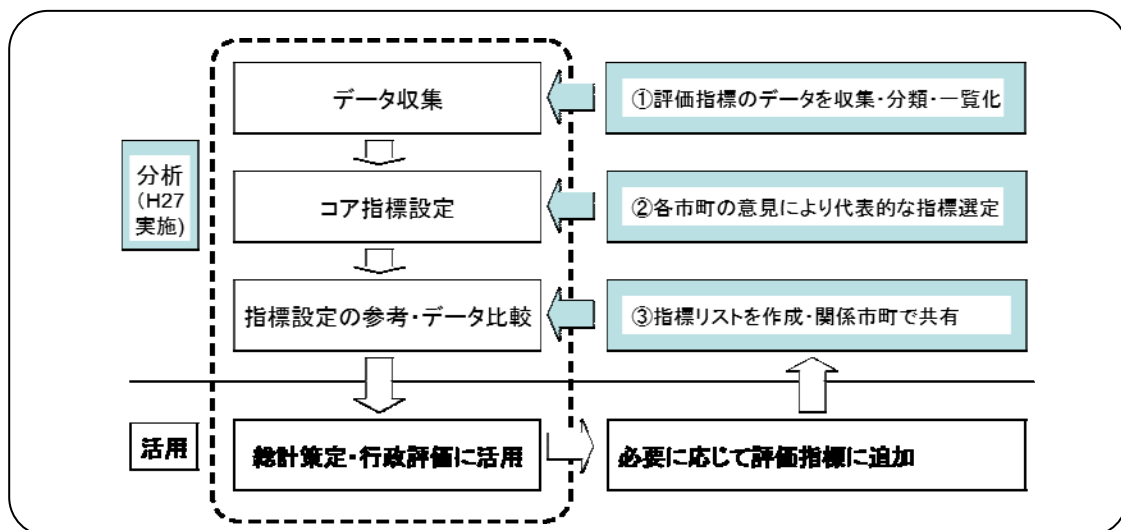 データ収集
①評価指標のデータを収集・分類・一覧化
分析
(H27
実施)
コア指標設定
②各市町の意見により代表的な指標選定
指標設定の参考・データ比較
③指標リストを作成・関係市町で共有
活用
総計策定・行政評価に活用
必要に応じて評価指標に追加